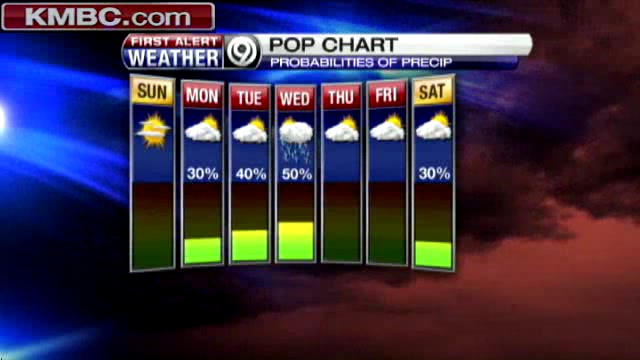 KMBC.com
FIRST ALERT
WEATHER 9 POP CHART
PROBABILITIES OF PRECIP
SUN MON TUE WED THU FRI SAT
30% 40% 50% 30%